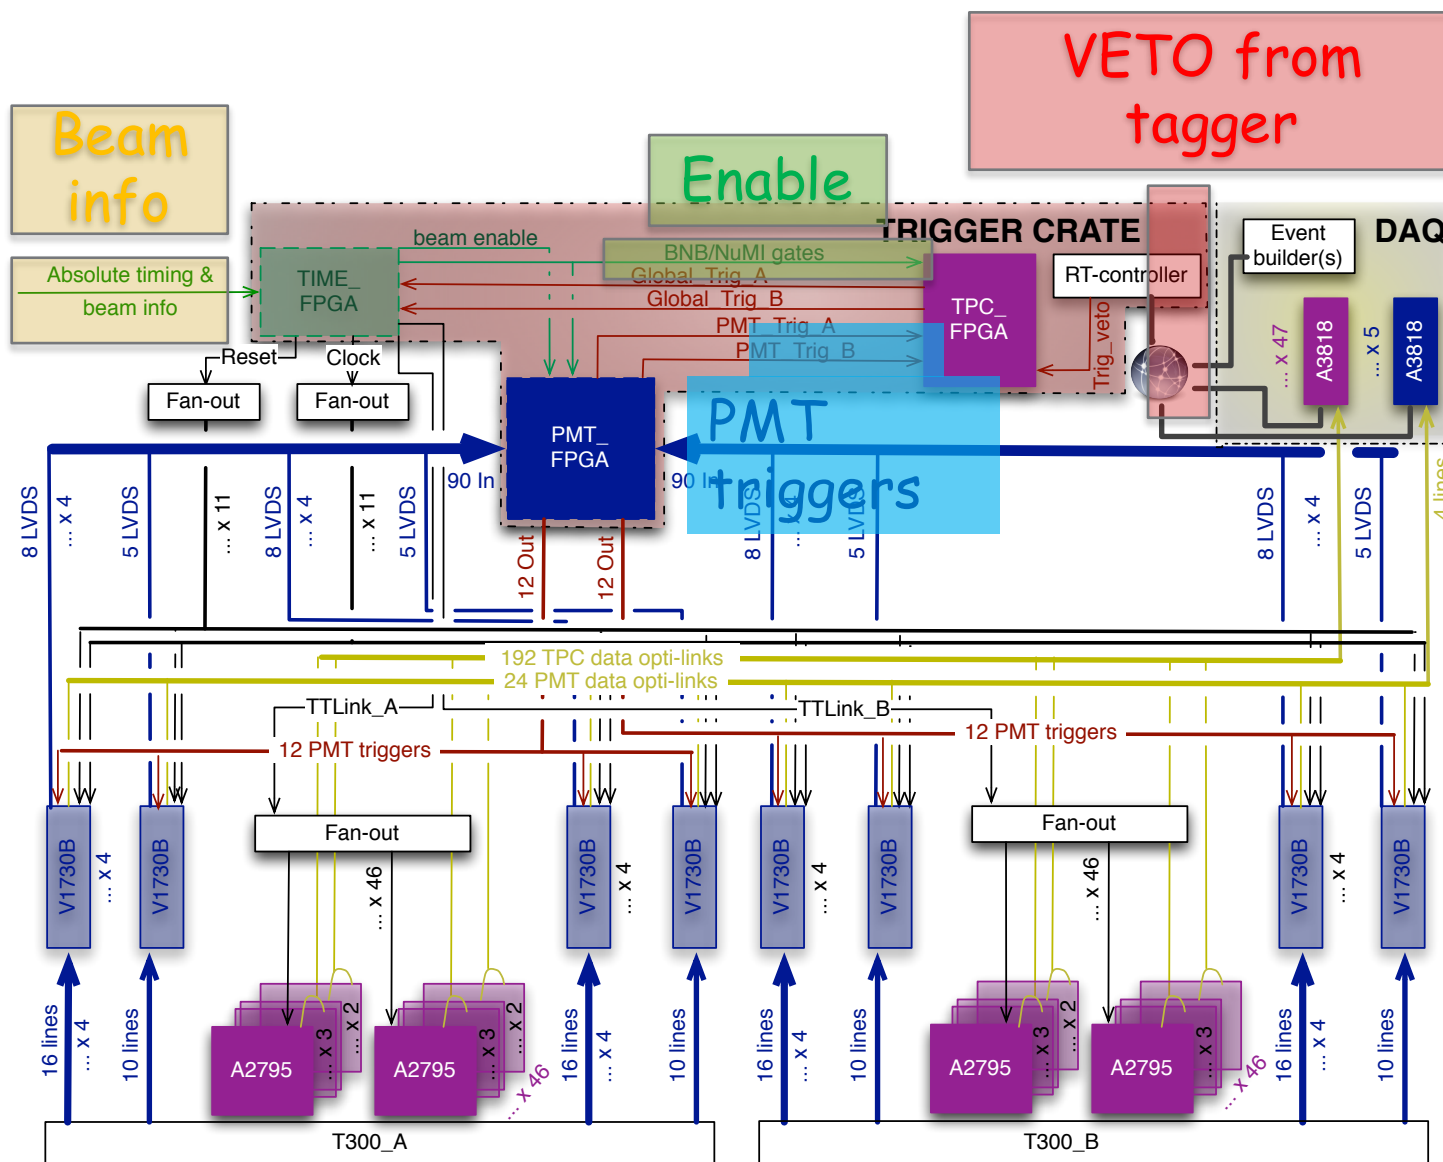 VETO from
tagger
Beam
info
Enable
TRIGGER CRATE
DAQ
beam enable
BNB/NuMI gates
Event
builder(s)
Absolute timing &
beam info
TIME_
FPGA
Global_Trig_A
Global_Trig_B
PMT_Trig_A
PMT_Trig_B
TPC_
FPGA
RT-controller
Trig_veto
... x 47
A3818
... x 5
A3818
Reset
Clock
Fan-out
Fan-out
PMT_
FPGA
PMT
triggers
90 In
90 In
8 LVDS
... x 4
5 LVDS
... x 11
8 LVDS
... x 4
... x 11
5 LVDS
12 Out
12 Out
8 LVDS
5 LVDS
8 LVDS
... x 4
5 LVDS
4 lines
192 TPC data opti-links
24 PMT data opti-links
TTLink_A
TTLink_B
12 PMT triggers
12 PMT triggers
V1730B
... x 4
V1730B
Fan-out
... x 46
V1730B
... x 4
V1730B
V1730B
... x 4
V1730B
Fan-out
... x 46
V1730B
... x 4
V1730B
16 lines
... x 4
10 lines
A2795
... x 3
... x 2
A2795
... x 3
... x 2
... x 46
16 lines
... x 4
10 lines
16 lines
... x 4
10 lines
A2795
... x 3
... x 2
A2795
... x 3
... x 46
16 lines
... x 4
10 lines
T300_A
T300_B